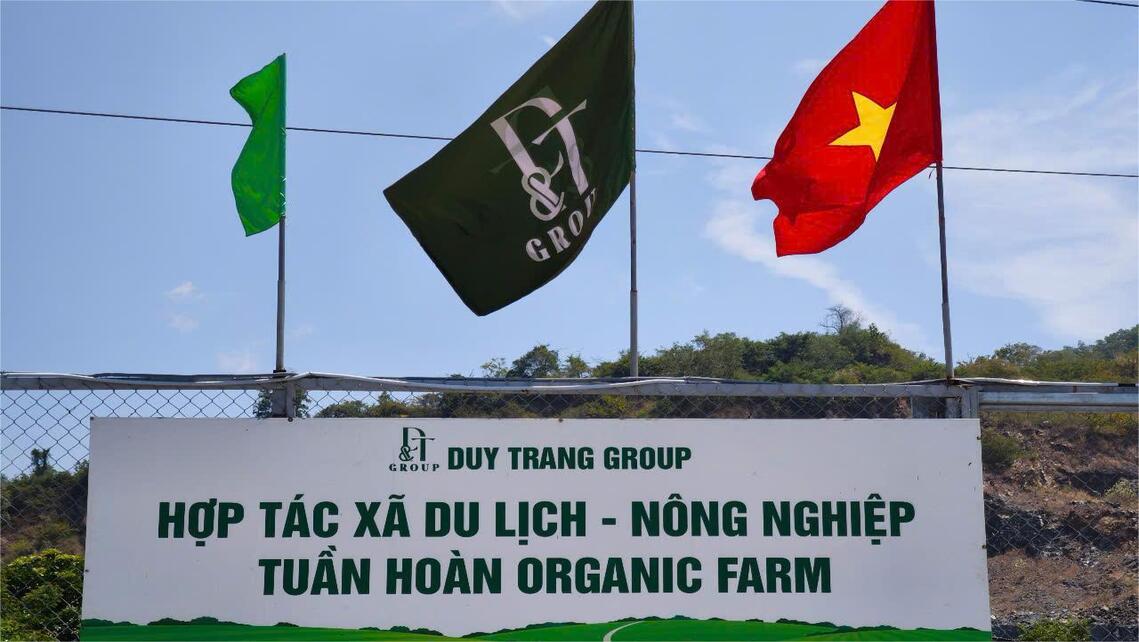 D&T
GROUP
D&T
GROUP
DUY TRANG GROUP
HỢP TÁC XÃ DU LỊCH - NÔNG NGHIỆP
TUẦN HOÀN ORGANIC FARM